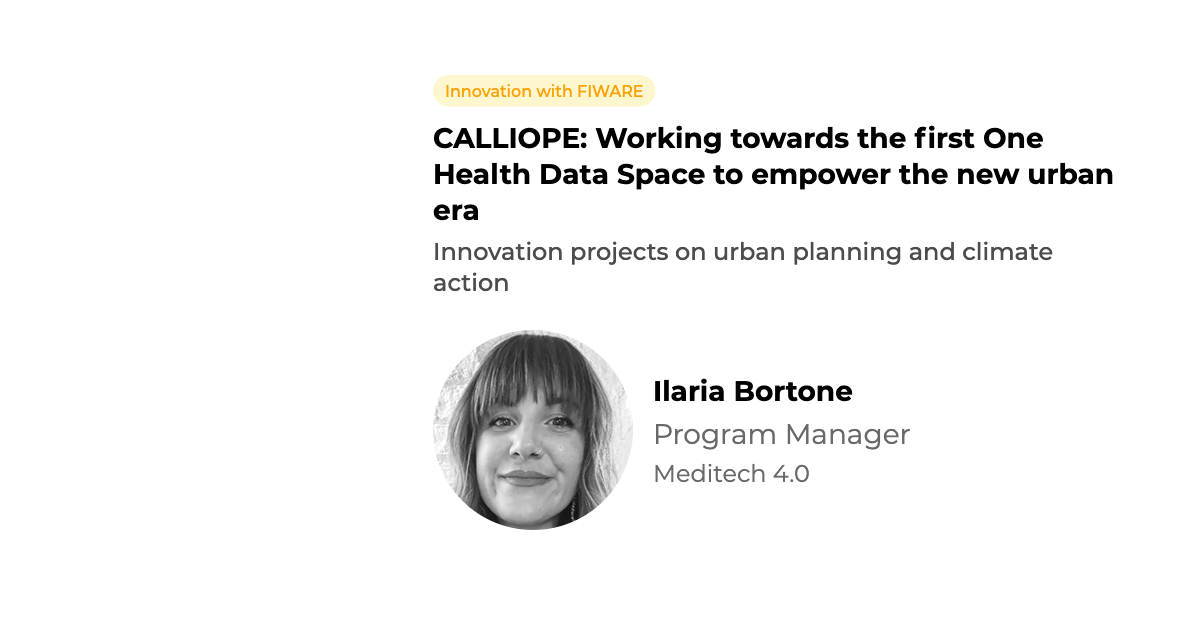 Innovation with FIWARE
CALLIOPE: Working towards the first One
Health Data Space to empower the new urban
era
Innovation projects on urban planning and climate
action
Ilaria Bortone
Program Manager
Meditech 4.0